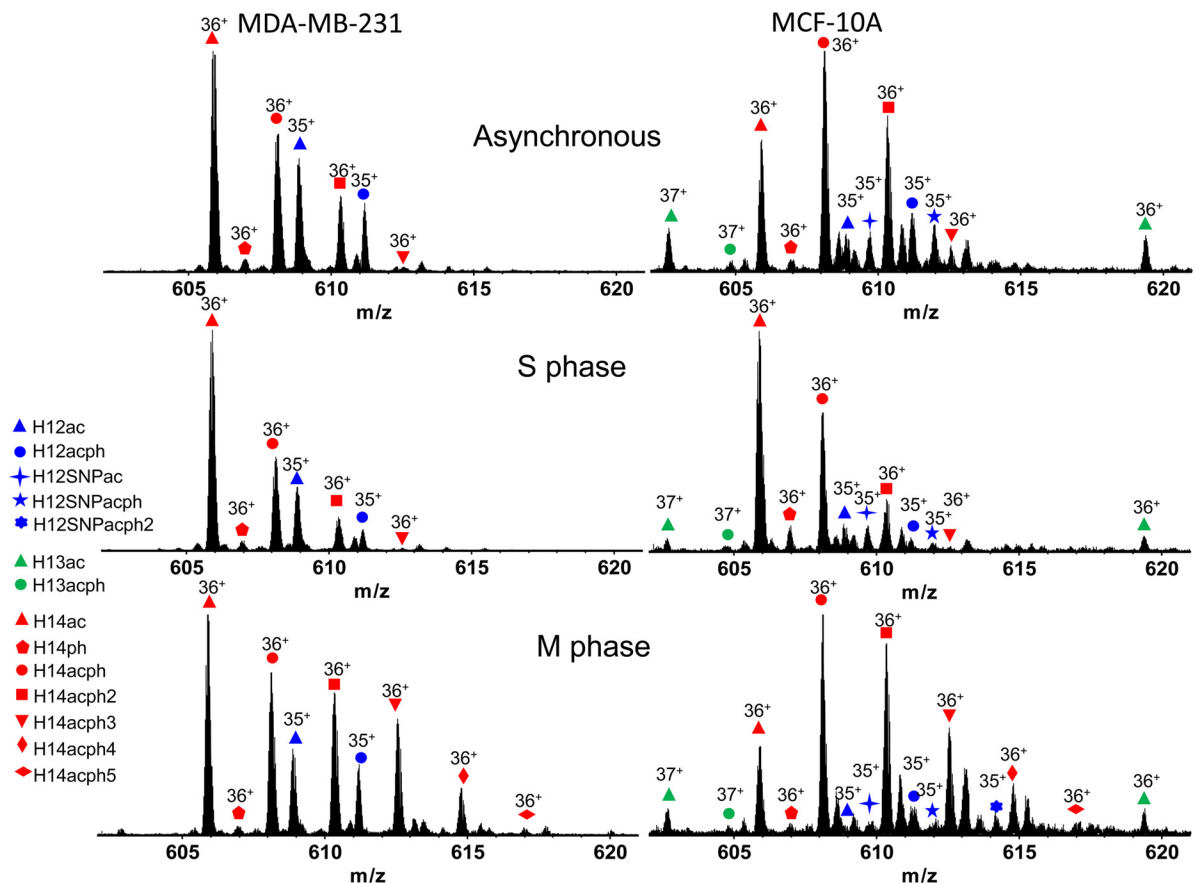 MDA-MB-231
MCF-10A
Asynchronous
36+
36+
36+
35+
36+
35+
36+
605 610 615 620
m/z
37+
37+
36+
36+
36+
35+
35+
36+
35+
35+
36+
36+
605 610 615 620
m/z
S phase
36+
36+
36+
35+
36+
35+
36+
605 610 615 620
m/z
37+
37+
36+
36+
36+
35+
35+
36+
35+
35+
36+
36+
605 610 615 620
m/z
H12ac
H12acph
H12SNPac
H12SNPacph
H12SNPacph2
H13ac
H13acph
H14ac
H14ph
H14acph
H14acph2
H14acph3
H14acph4
H14acph5
M phase
36+
36+
36+
35+
36+
35+
36+
36+
36+
605 610 615 620
m/z
37+
37+
36+
36+
36+
35+
35+
36+
35+
35+
36+
35+
36+
36+
36+
605 610 615 620
m/z